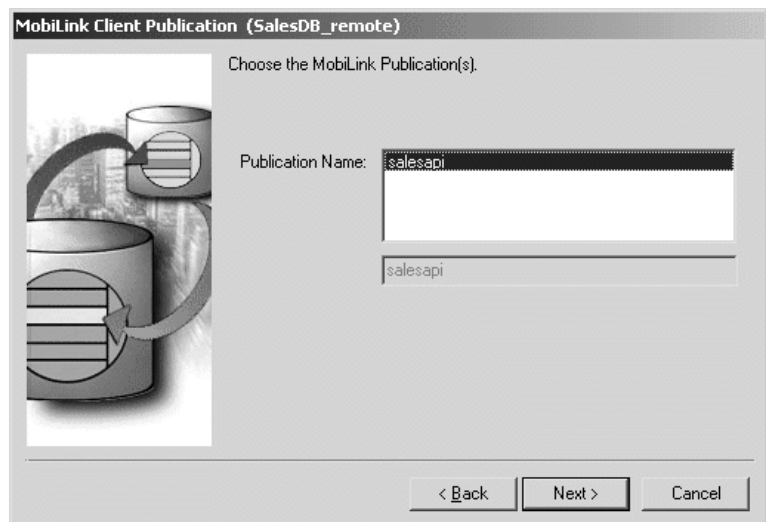 MobiLink Client Publication (SalesDB_remote)
Choose the MobiLink Publication(s).
Publication Name:
salesapi
salesapi
< Back
Next >
Cancel